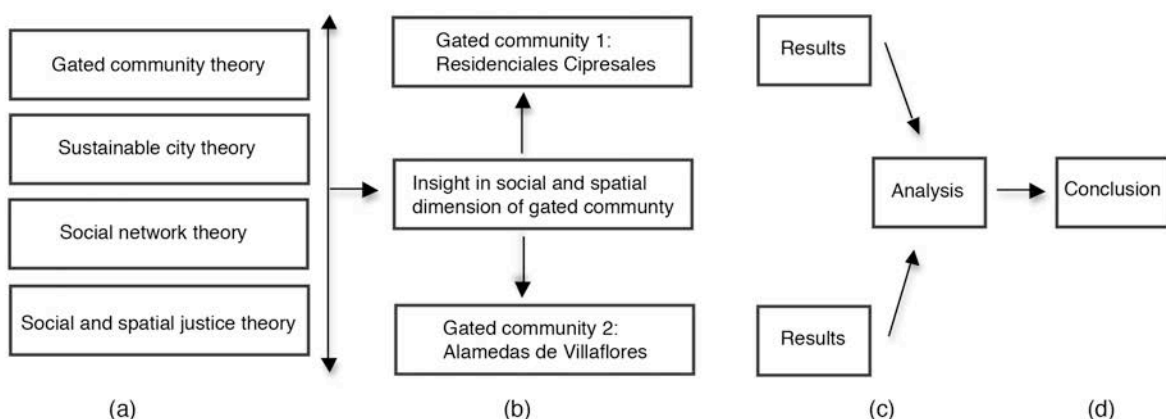 Gated community theory
Sustainable city theory
Social network theory
Social and spatial justice theory
(a)
Gated community 1:
Residenciales Cipresales
Insight in social and spatial
dimension of gated communty
Gated community 2:
Alamedas de Villaflores
(b)
Results
Analysis
Results
(c)
Conclusion
(d)